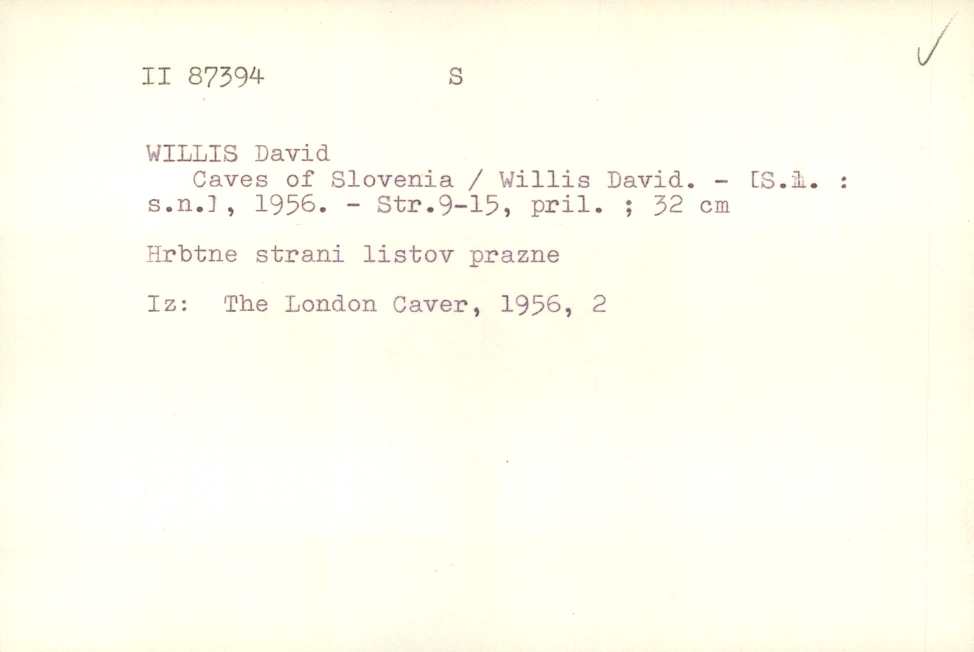 II 87394 S
WILLIS David
Caves of Slovenia / Willis David. - [S.l. :
s.n.], 1956. - Str.9-15, pril. ; 32 cm
Hrbtne strani listov prazne
Iz: The London Caver, 1956, 2